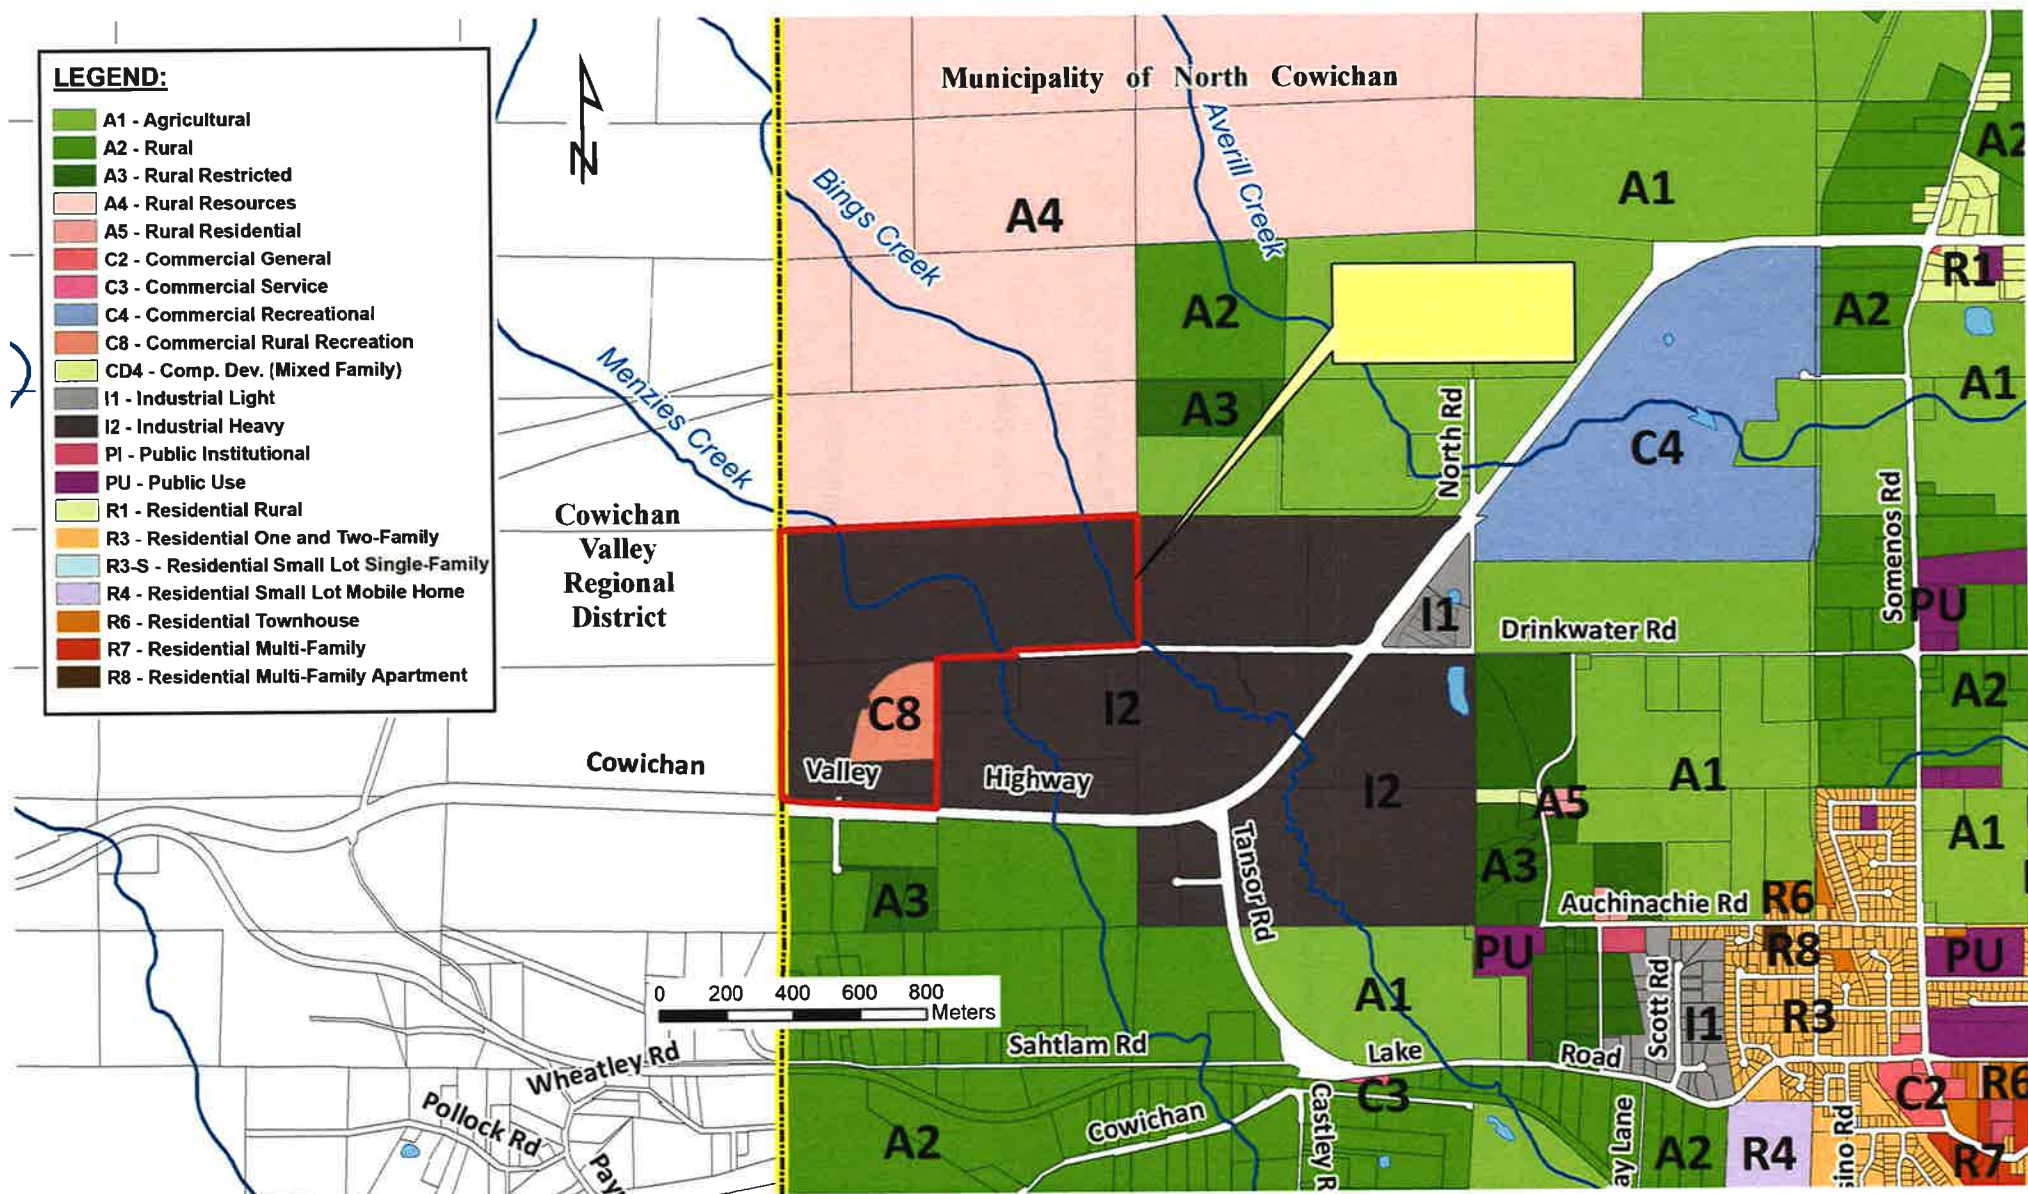 LEGEND:
A1 - Agricultural
A2 - Rural
A3 - Rural Restricted
A4 - Rural Resources
A5 - Rural Residential
C2 - Commercial General
C3 - Commercial Service
C4 - Commercial Recreational
C8 - Commercial Rural Recreation
CD4 - Comp. Dev. (Mixed Family)
I1 - Industrial Light
I2 - Industrial Heavy
PI - Public Institutional
PU - Public Use
R1 - Residential Rural
R3 - Residential One and Two-Family
R3-S - Residential Small Lot Single-Family
R4 - Residential Small Lot Mobile Home
R6 - Residential Townhouse
R7 - Residential Multi-Family
R8 - Residential Multi-Family Apartment
N
Municipality of North Cowichan
Averill Creek
Bings Creek
Menzies Creek
A4
A1
A2
R1
A2
A2
A3
A1
C4
North Rd
Somenos Rd
Cowichan
Valley
Regional
District
I1
Drinkwater Rd
PU
C8
I2
A2
Cowichan
Valley
Highway
I2
A1
A5
A1
Tansor Rd
A3
A3
Auchinachie Rd
R6
PU
R8
PU
A1
Scott Rd
I1
R3
0 200 400 600 800
Meters
Sahtlam Rd
Lake
Road
Wheatley Rd
Pollock Rd
Cowichan
C3
C2
R6
A2
A2
R4
R7